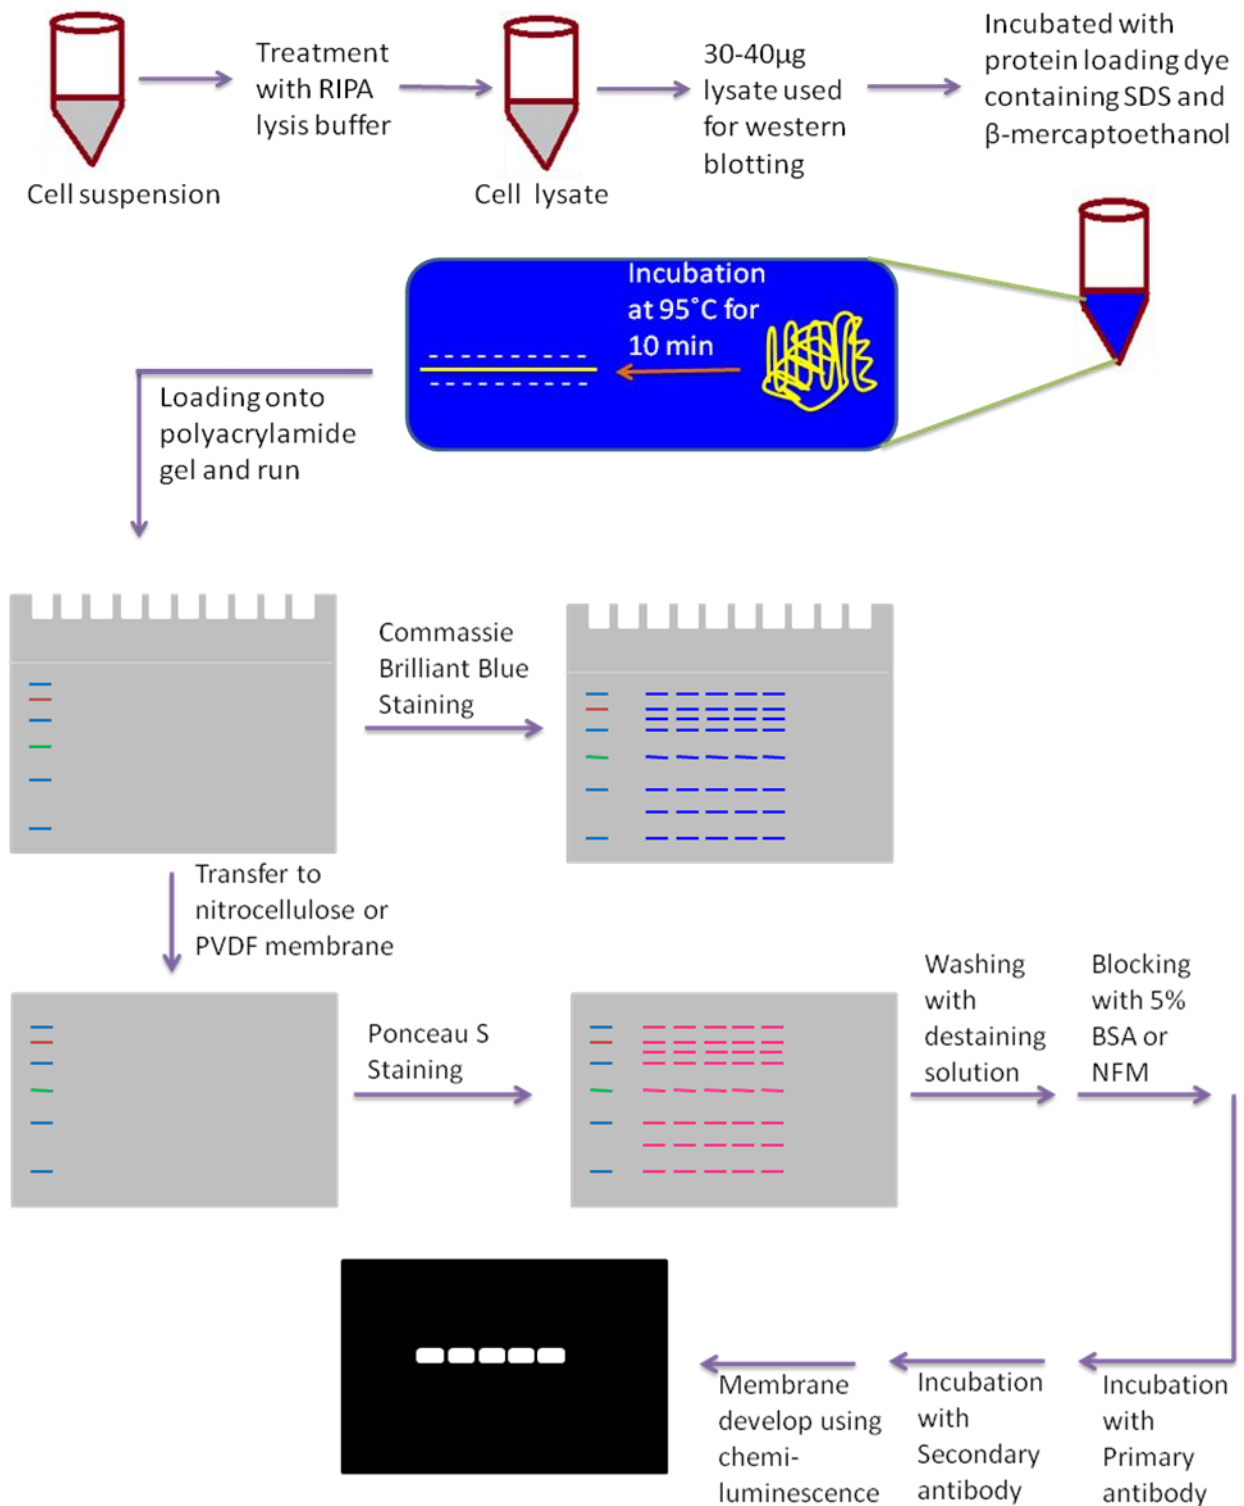 Treatment
with RIPA
lysis buffer
30-40µg
lysate used
for western
blotting
Incubated with
protein loading dye
containing SDS and
β-mercaptoethanol
Cell suspension
Cell lysate
Incubation
at 95˚C for
10 min
Loading onto
polyacrylamide
gel and run
Commassie
Brilliant Blue
Staining
Transfer to
nitrocellulose or
PVDF membrane
Ponceau S
Staining
Washing
with
destaining
solution
Blocking
with 5%
BSA or
NFM
Incubation
with
Primary
antibody
Incubation
with
Secondary
antibody
Membrane
develop using
chemi-
luminescence